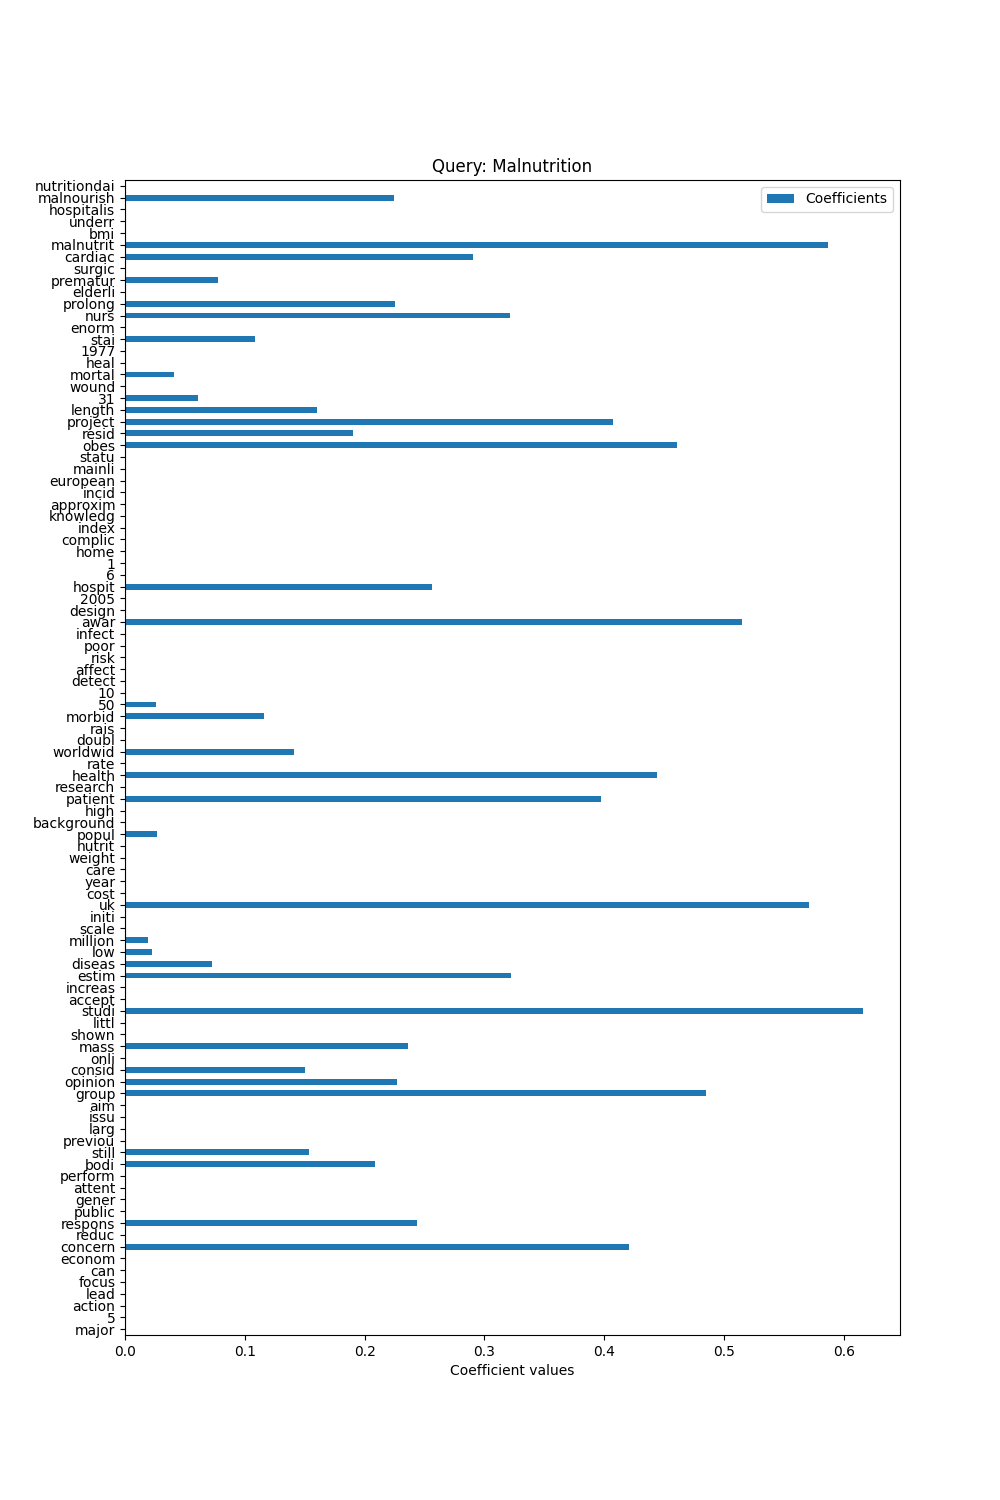 Query: Malnutrition
Coefficients
nutritiondai
malnourish
hospitalis
underr
bmi
malnutrit
cardiac
surgic
prematur
elderli
prolong
nurs
enorm
stai
1977
heal
mortal
wound
31
length
project
resid
obes
statu
mainli
european
incid
approxim
knowledg
index
complic
home
1
6
hospit
2005
design
awar
infect
poor
risk
affect
detect
10
50
morbid
rais
doubl
worldwid
rate
health
research
patient
high
background
popul
nutrit
weight
care
year
cost
uk
initi
scale
million
low
diseas
estim
increas
accept
studi
littl
shown
mass
onli
consid
opinion
group
aim
issu
larg
previou
still
bodi
perform
attent
gener
public
respons
reduc
concern
econom
can
focus
lead
action
5
major
0.0 0.1 0.2 0.3 0.4 0.5 0.6
Coefficient values